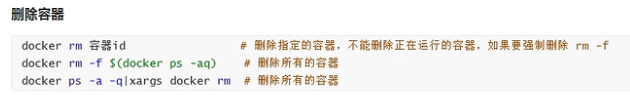 删除容器
docker rm 容器id # 删除指定的容器，不能删除正在运行的容器，如果要强制删除 rm -f
docker rm -f $(docker ps -aq) # 删除所有的容器
docker ps -a -q|xargs docker rm # 删除所有的容器